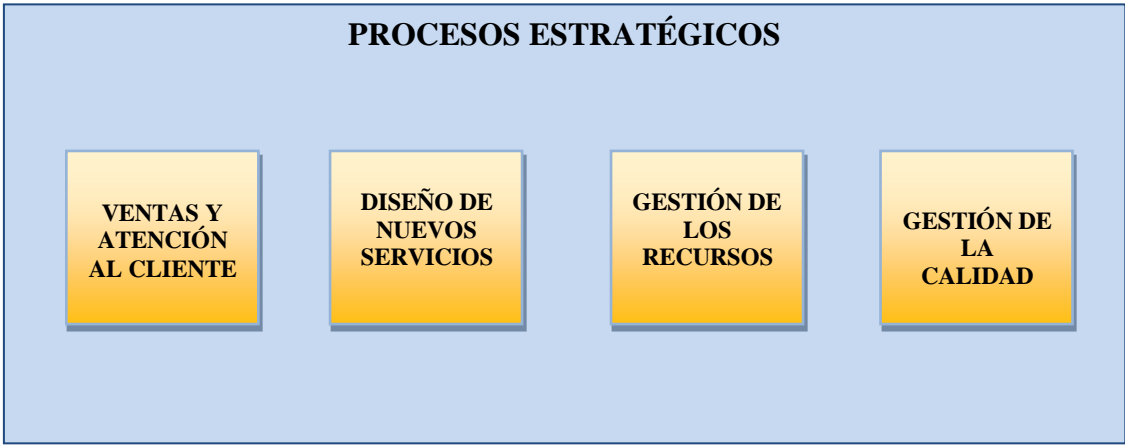 PROCESOS ESTRATÉGICOS
VENTAS Y
ATENCIÓN
AL CLIENTE
DISEÑO DE
NUEVOS
SERVICIOS
GESTIÓN DE
LOS
RECURSOS
GESTIÓN DE
LA
CALIDAD